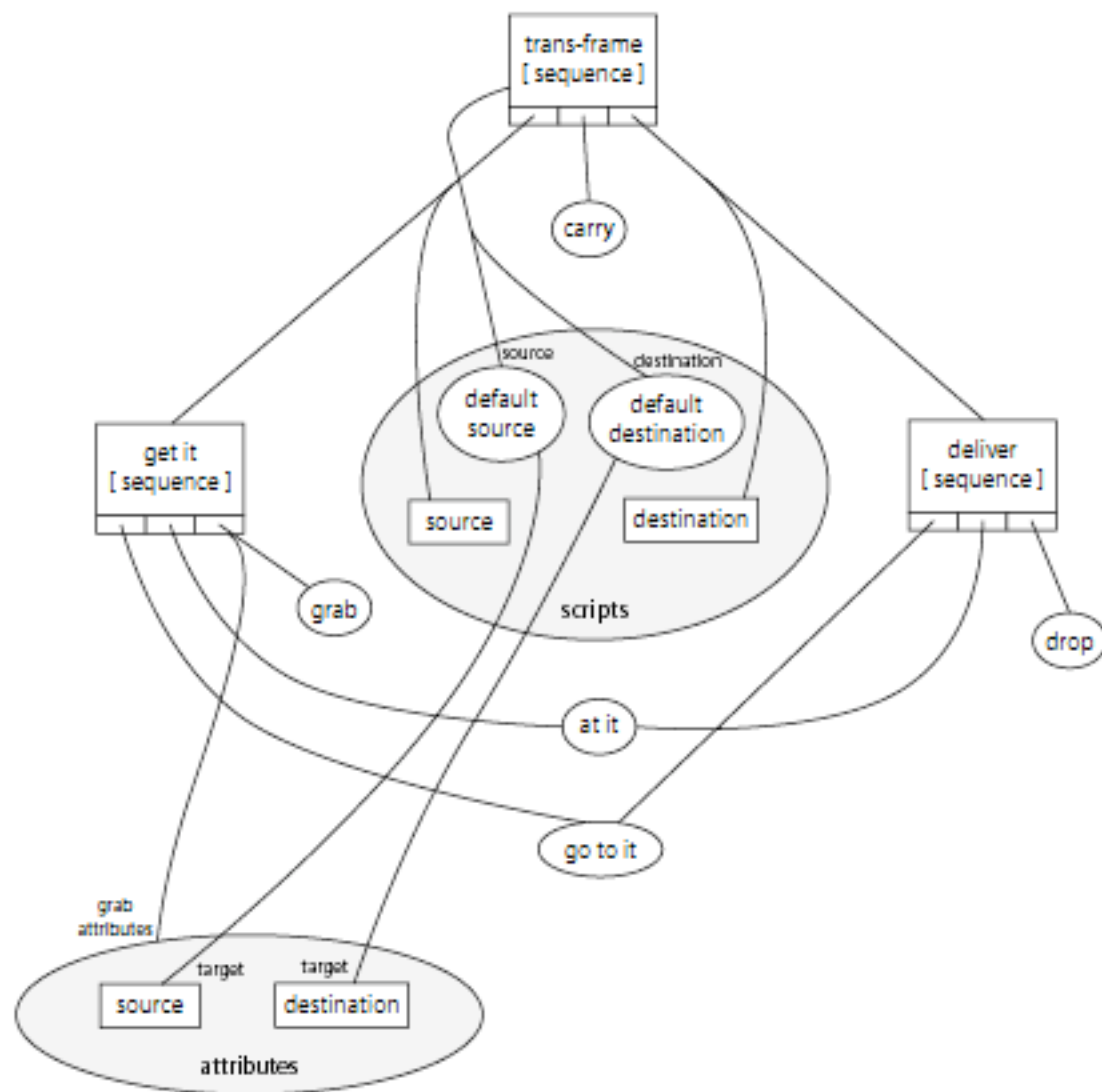 trans-frame
[ sequence ]
carry
source
destination
default
source
default
destination
get it
[ sequence ]
deliver
[ sequence ]
source
destination
grab
scripts
drop
at it
go to it
grab
attributes
target
target
source
destination
attributes